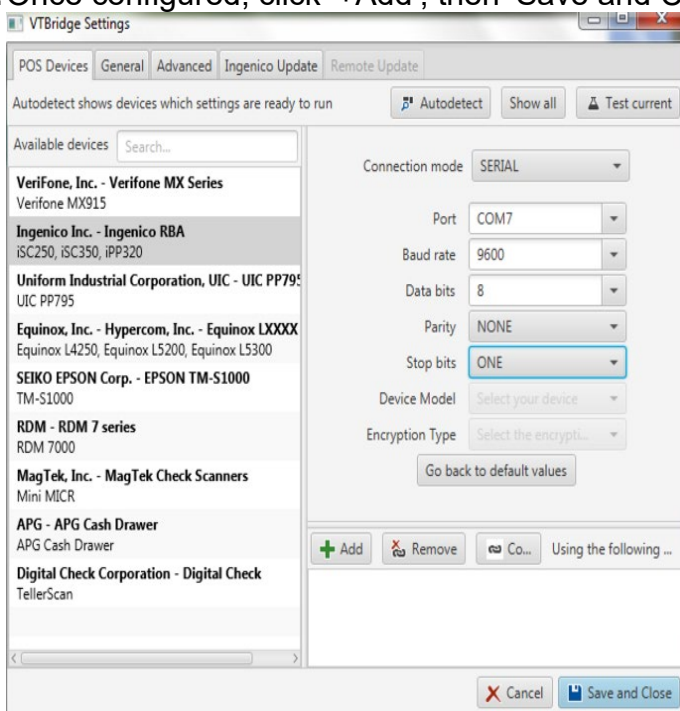 Once configured, click '+Add', then 'Save and C
VTBridge Settings
POS Devices General Advanced Ingenico Update Remote Update
Autodetect shows devices which settings are ready to run Autodetect Show all Test current
Available devices Search...
VeriFone, Inc. - Verifone MX Series
Verifone MX915
Ingenico Inc. - Ingenico RBA
iSC250, iSC350, iPP320
Uniform Industrial Corporation, UIC - UIC PP795
UIC PP795
Equinox, Inc. - Hypercom, Inc. - Equinox LXXXX
Equinox L4250, Equinox L5200, Equinox L5300
SEIKO EPSON Corp. - EPSON TM-S1000
TM-S1000
RDM - RDM 7 series
RDM 7000
MagTek, Inc. - MagTek Check Scanners
Mini MICR
APG - APG Cash Drawer
APG Cash Drawer
Digital Check Corporation - Digital Check
TellerScan
Connection mode SERIAL
Port COM7
Baud rate 9600
Data bits 8
Parity NONE
Stop bits ONE
Device Model Select your device
Encryption Type Select the encrypti...
Go back to default values
Add Remove Co... Using the following ...
Cancel Save and Close